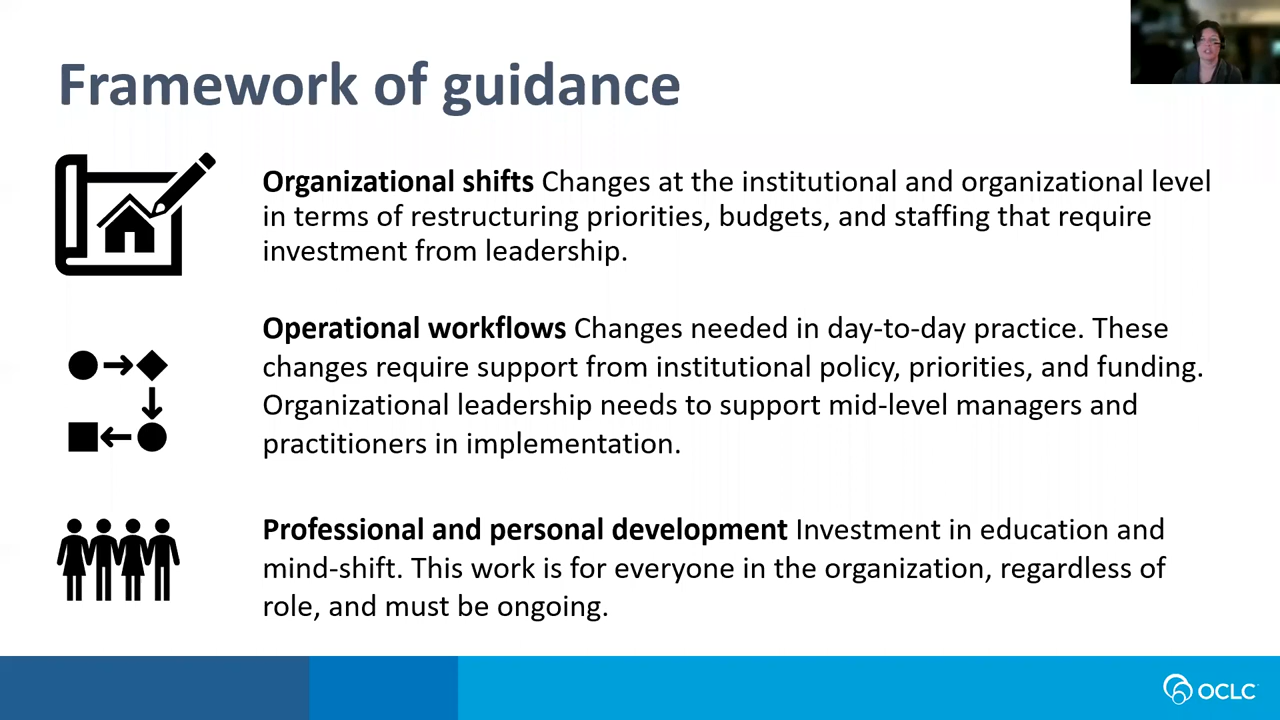 Framework of guidance
Organizational shifts Changes at the institutional and organizational level
in terms of restructuring priorities, budgets, and staffing that require
investment from leadership.
Operational workflows Changes needed in day-to-day practice. These
changes require support from institutional policy, priorities, and funding.
Organizational leadership needs to support mid-level managers and
practitioners in implementation.
Professional and personal development Investment in education and
mind-shift. This work is for everyone in the organization, regardless of
role, and must be ongoing.
OCLC